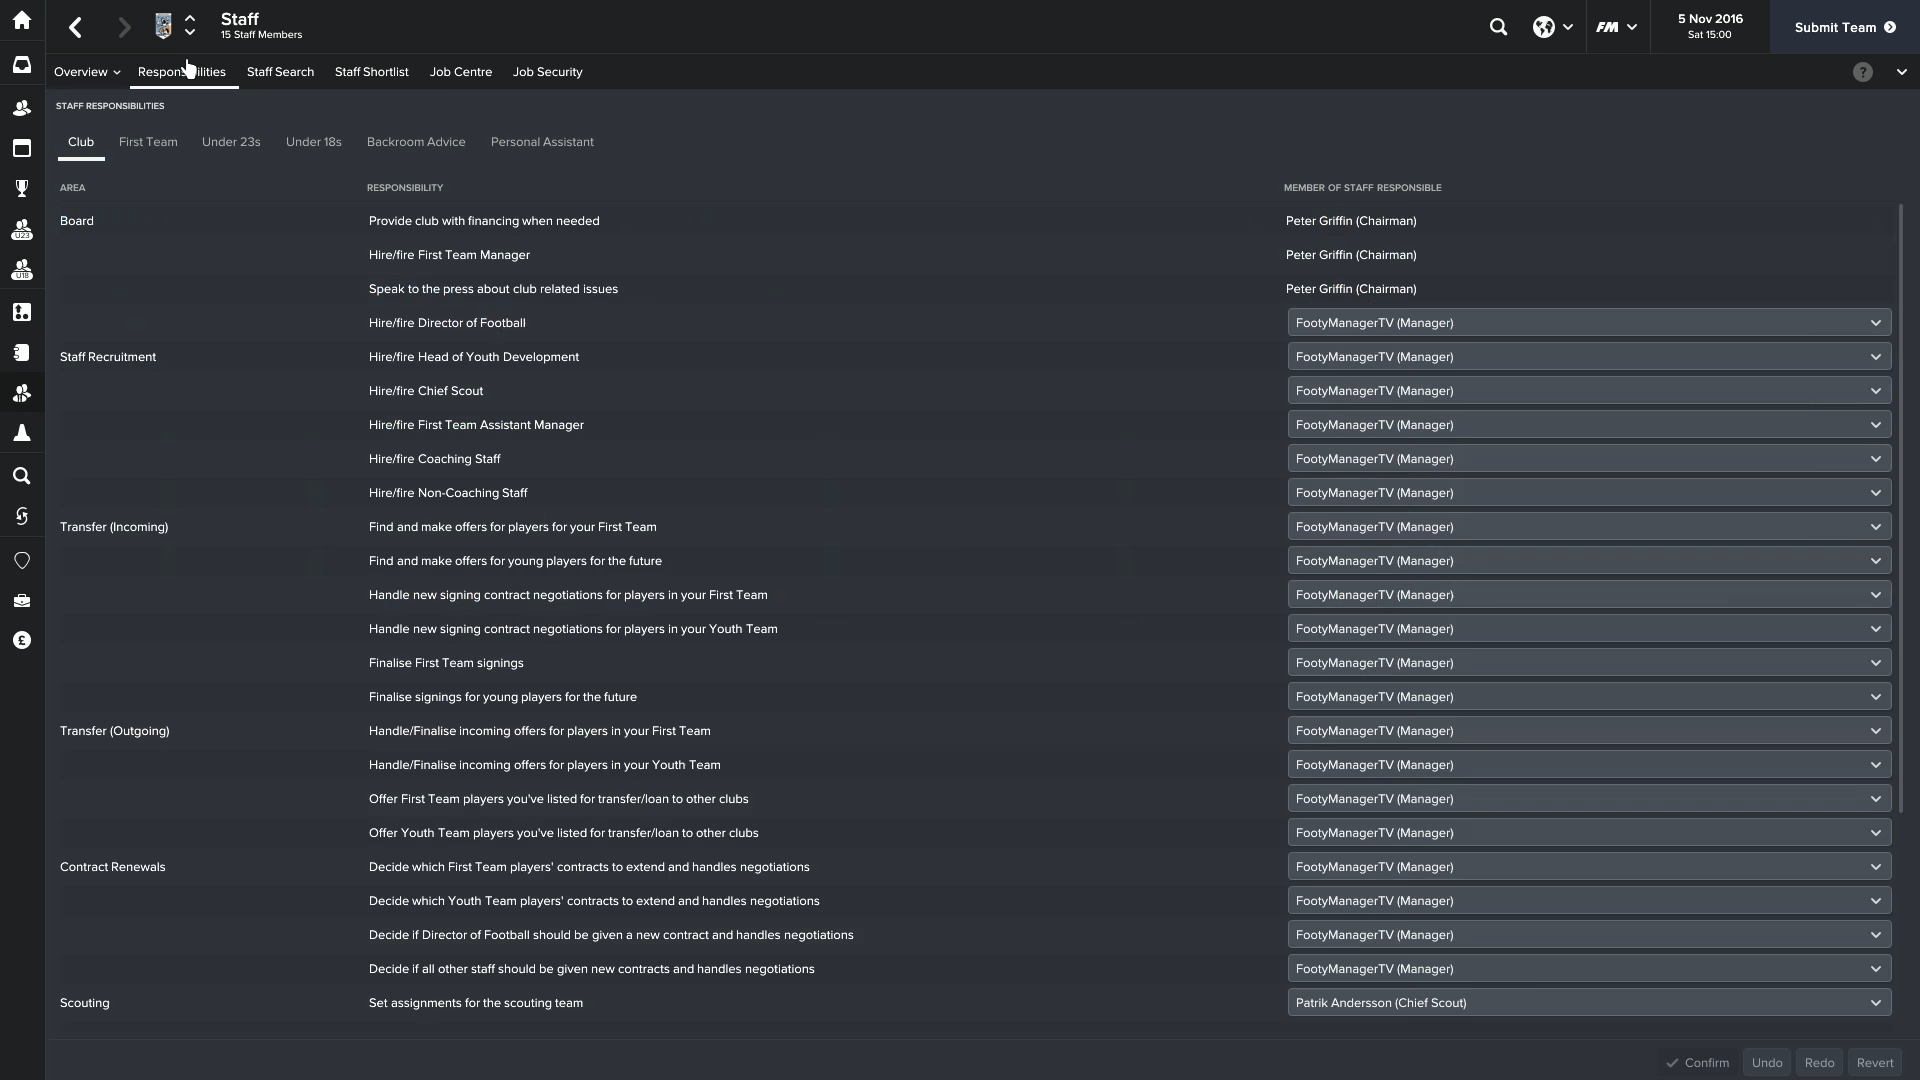 Staff
15 Staff Members
FM
5 Nov 2016
Sat 15:00
Submit Team
Overview
Responsibilities
Staff Search
Staff Shortlist
Job Centre
Job Security
?
STAFF RESPONSIBILITIES
Club
First Team
Under 23s
Under 18s
Backroom Advice
Personal Assistant
AREA
RESPONSIBILITY
MEMBER OF STAFF RESPONSIBLE
Board
Provide club with financing when needed
Peter Griffin (Chairman)
Hire/fire First Team Manager
Peter Griffin (Chairman)
Speak to the press about club related issues
Peter Griffin (Chairman)
Hire/fire Director of Football
FootyManagerTV (Manager)
Staff Recruitment
Hire/fire Head of Youth Development
FootyManagerTV (Manager)
Hire/fire Chief Scout
FootyManagerTV (Manager)
Hire/fire First Team Assistant Manager
FootyManagerTV (Manager)
Hire/fire Coaching Staff
FootyManagerTV (Manager)
Hire/fire Non-Coaching Staff
FootyManagerTV (Manager)
Transfer (Incoming)
Find and make offers for players for your First Team
FootyManagerTV (Manager)
Find and make offers for young players for the future
FootyManagerTV (Manager)
Handle new signing contract negotiations for players in your First Team
FootyManagerTV (Manager)
Handle new signing contract negotiations for players in your Youth Team
FootyManagerTV (Manager)
Finalise First Team signings
FootyManagerTV (Manager)
Finalise signings for young players for the future
FootyManagerTV (Manager)
Transfer (Outgoing)
Handle/Finalise incoming offers for players in your First Team
FootyManagerTV (Manager)
Handle/Finalise incoming offers for players in your Youth Team
FootyManagerTV (Manager)
Offer First Team players you've listed for transfer/loan to other clubs
FootyManagerTV (Manager)
Offer Youth Team players you've listed for transfer/loan to other clubs
FootyManagerTV (Manager)
Contract Renewals
Decide which First Team players' contracts to extend and handles negotiations
FootyManagerTV (Manager)
Decide which Youth Team players' contracts to extend and handles negotiations
FootyManagerTV (Manager)
Decide if Director of Football should be given a new contract and handles negotiations
FootyManagerTV (Manager)
Decide if all other staff should be given new contracts and handles negotiations
FootyManagerTV (Manager)
Scouting
Set assignments for the scouting team
Patrik Andersson (Chief Scout)
Confirm
Undo
Redo
Revert
U23
U18
£